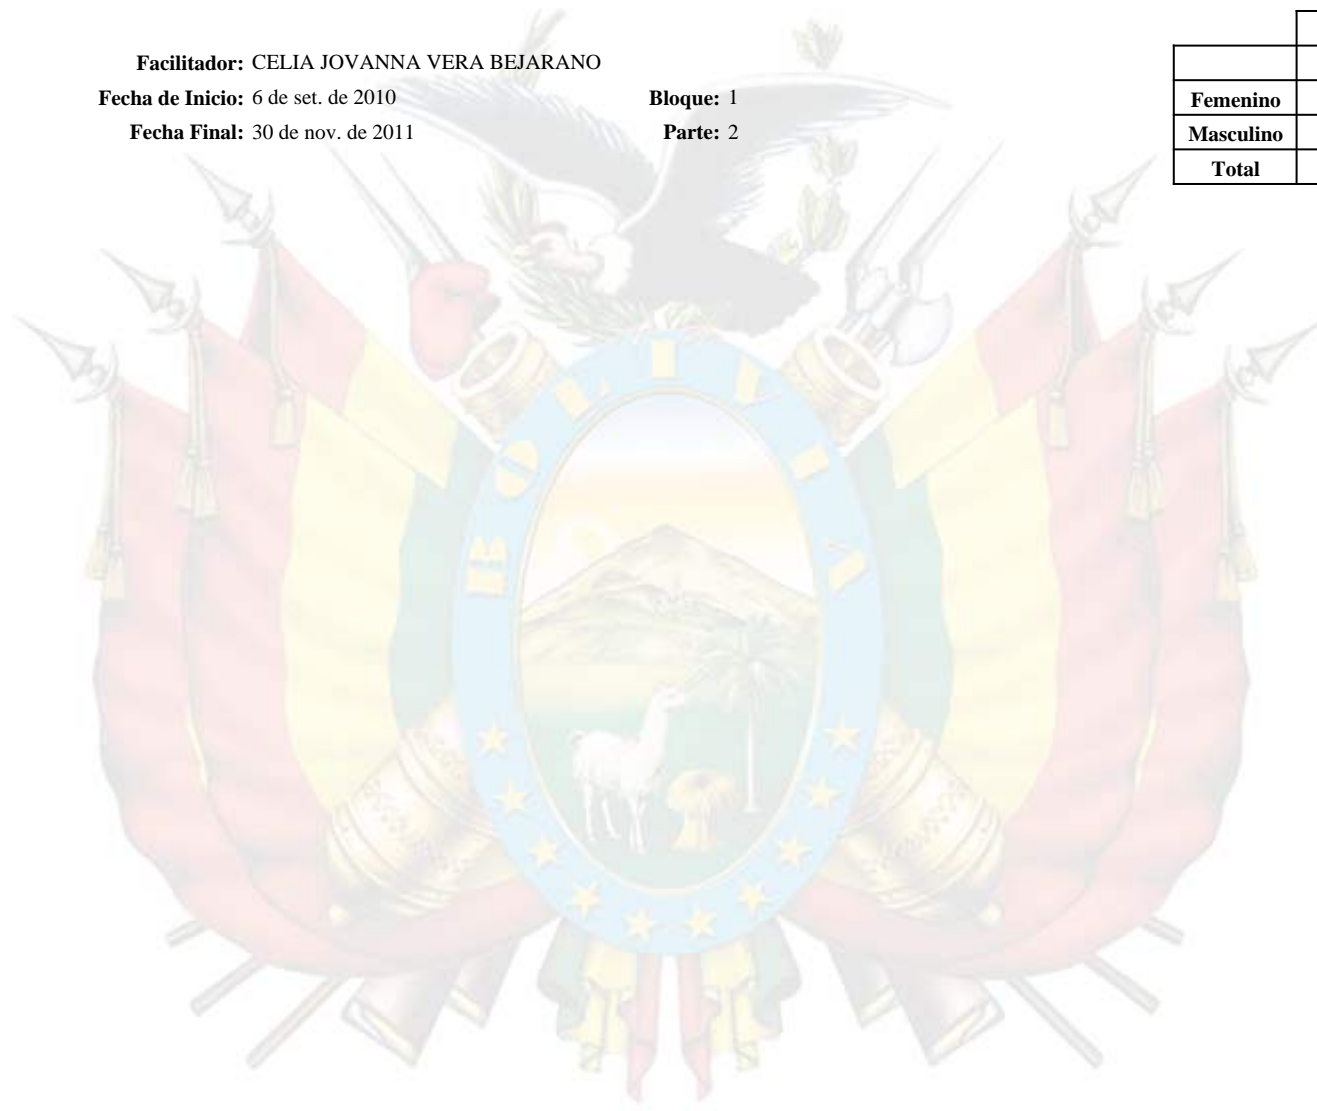 Facilitador: CELIA JOVANNA VERA BEJARANO
Fecha de Inicio: 6 de set. de 2010 Bloque: 1
Fecha Final: 30 de nov. de 2011 Parte: 2
Femenino
Masculino
Total
BOLIVIA